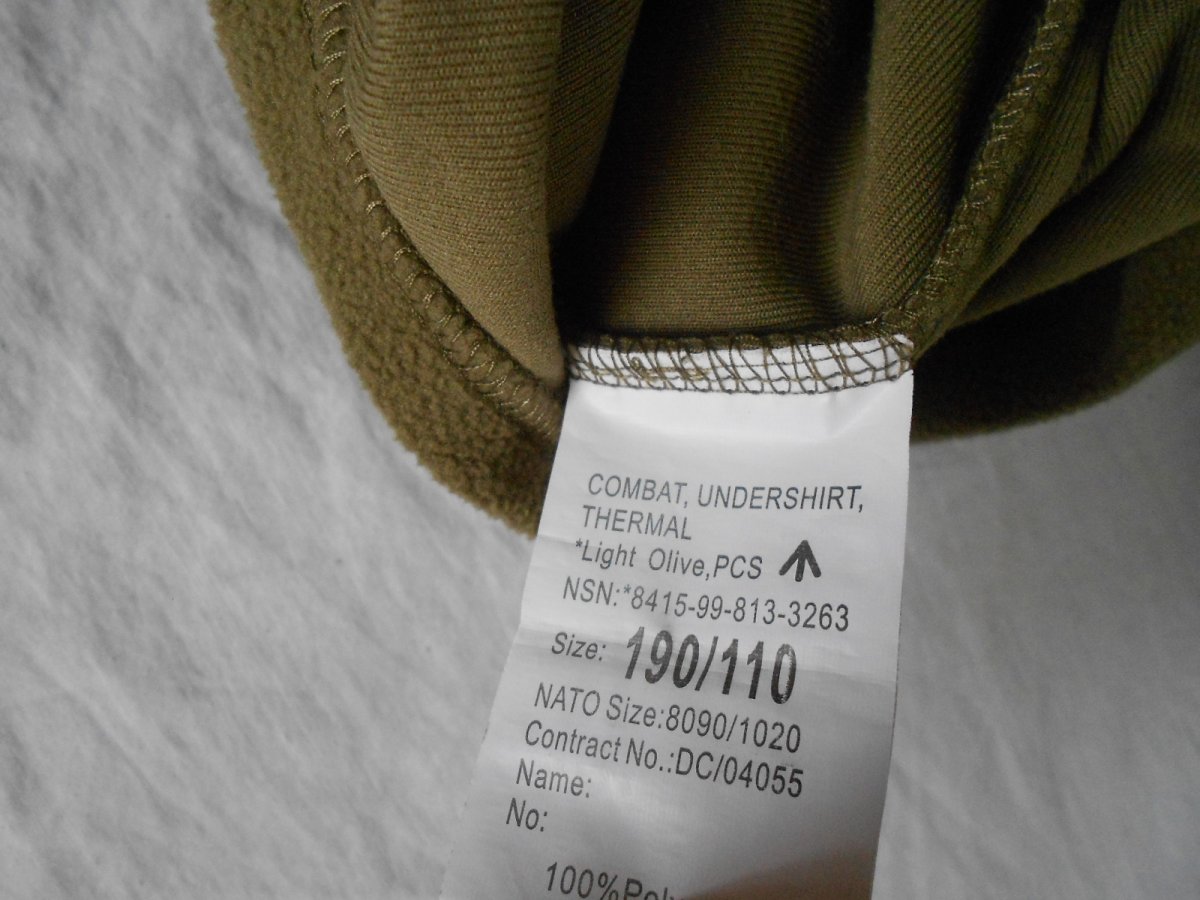 COMBAT, UNDERSHIRT,
THERMAL
*Light Olive,PCS
NSN:*8415-99-813-3263
Size: 190/110
NATO Size:8090/1020
Contract No.:DC/04055
Name:
No:
100%